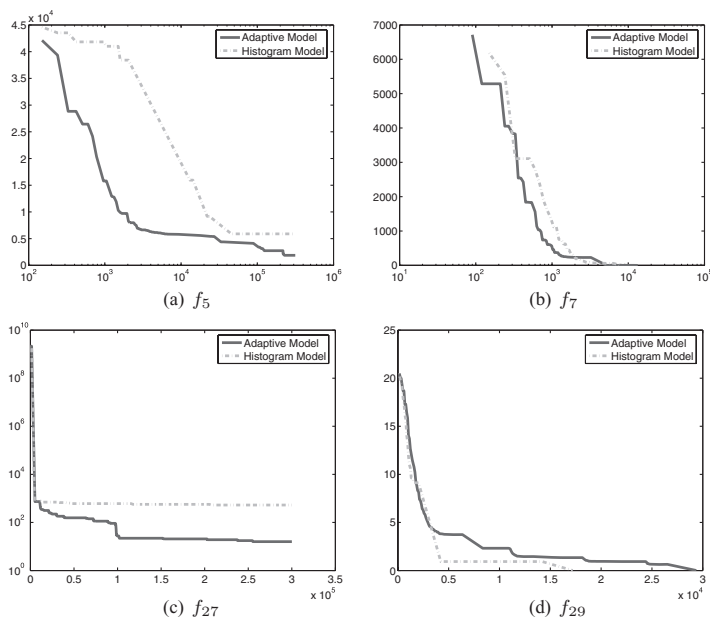 x 10^4
4.5
4
3.5
3
2.5
2
1.5
1
0.5
0
10^2 10^3 10^4 10^5 10^6
Adaptive Model
Histogram Model
(a) f_5
7000
6000
5000
4000
3000
2000
1000
0
10^1 10^2 10^3 10^4 10^5
Adaptive Model
Histogram Model
(b) f_7
10^10
10^8
10^6
10^4
10^2
10^0
0 0.5 1 1.5 2 2.5 3 3.5
x 10^5
Adaptive Model
Histogram Model
(c) f_27
25
20
15
10
5
0
0 0.5 1 1.5 2 2.5 3
x 10^4
Adaptive Model
Histogram Model
(d) f_29